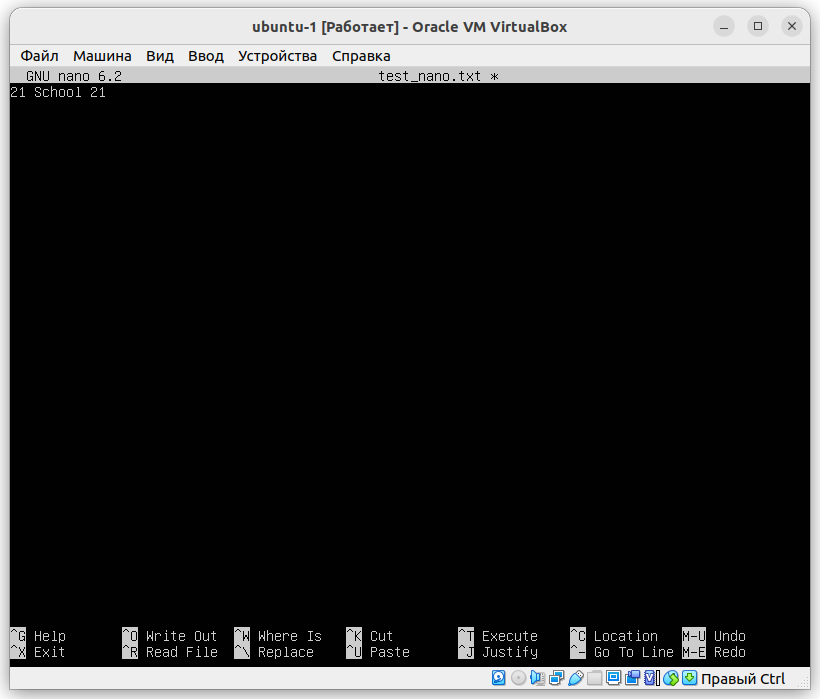 ubuntu-1 [Работает] - Oracle VM VirtualBox
Файл Машина Вид Ввод Устройства Справка
GNU nano 6.2 test_nano.txt *
21 School 21
^G Help ^O Write Out ^W Where Is ^K Cut ^T Execute ^C Location M-U Undo
^X Exit ^R Read File ^\ Replace ^U Paste ^J Justify ^- Go To Line M-E Redo
Правый Ctrl